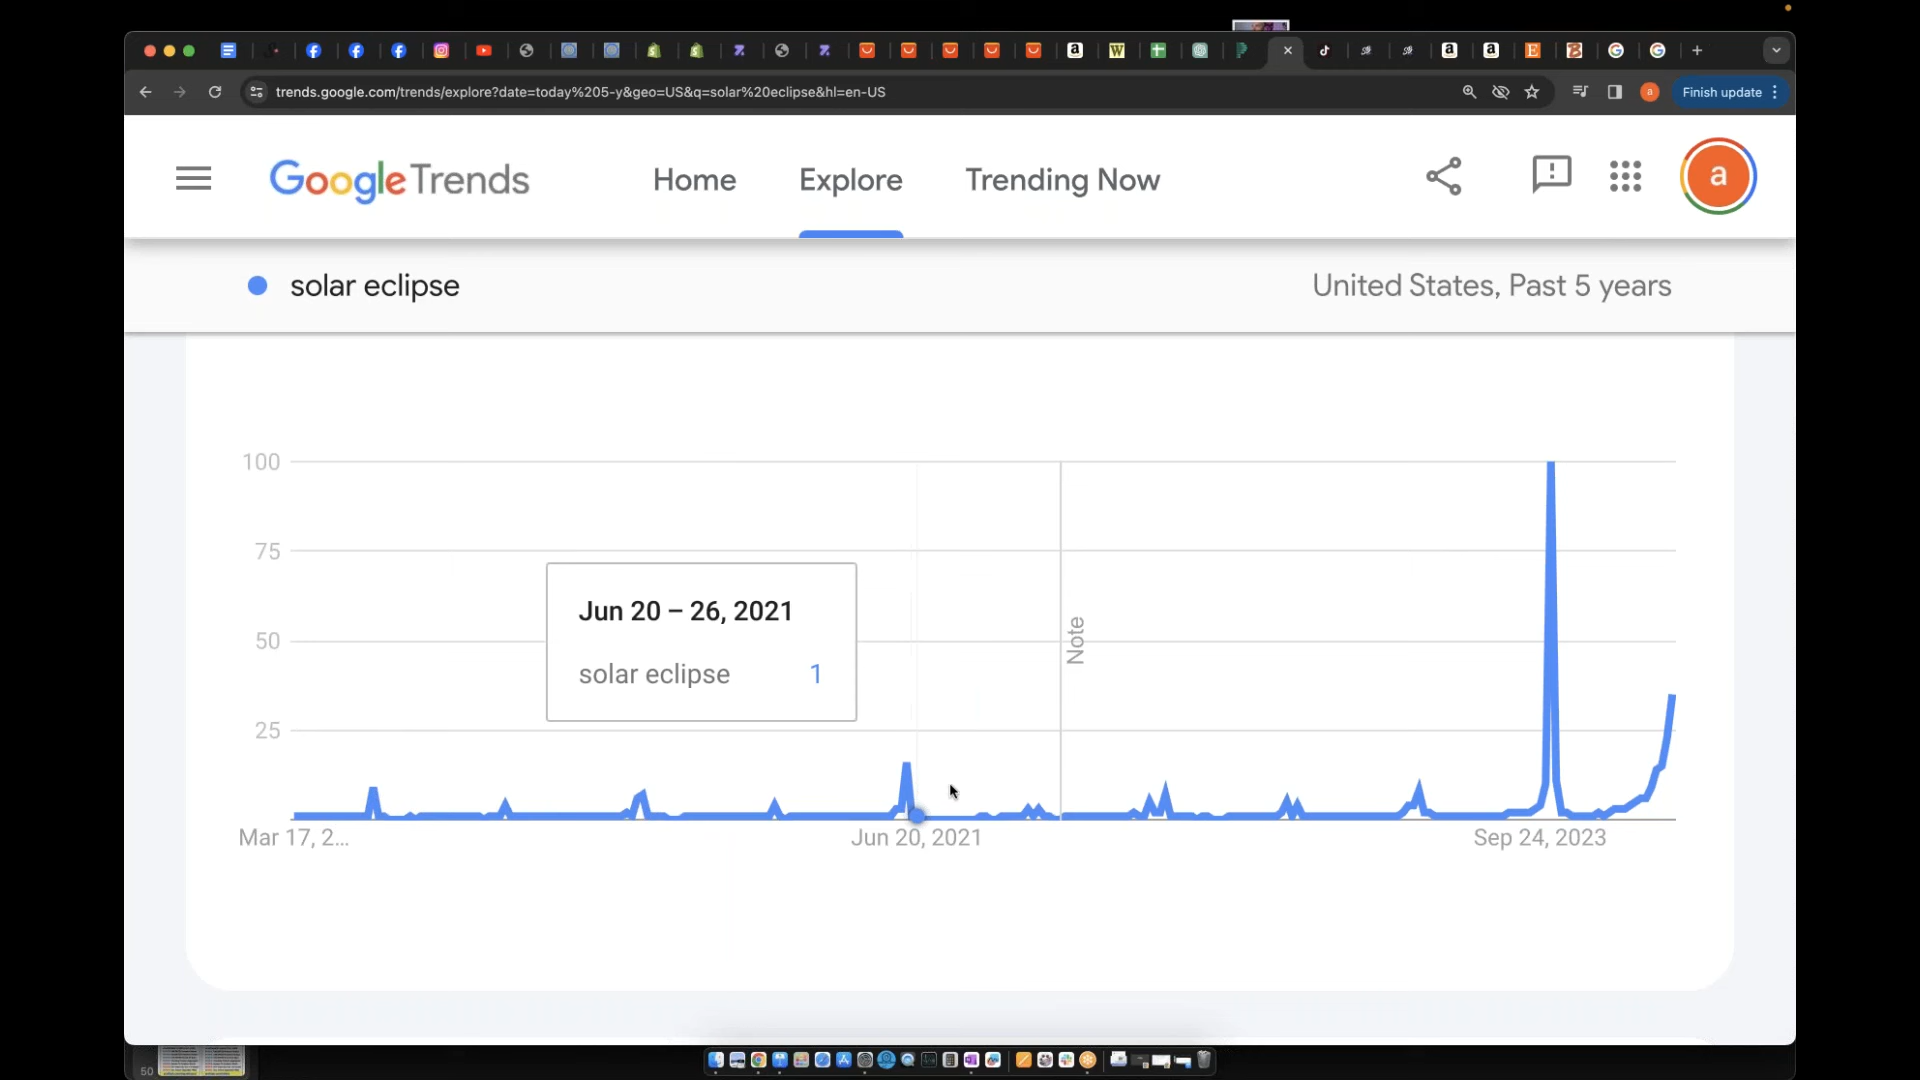 trends.google.com/trends/explore?date=today%205-y&geo=US&q=solar%20eclipse&hl=en-US
a
Finish update
Google Trends
Home
Explore
Trending Now
a
solar eclipse
United States, Past 5 years
100
75
50
25
Jun 20 – 26, 2021
solar eclipse 1
Note
Mar 17, 2...
Jun 20, 2021
Sep 24, 2023
50